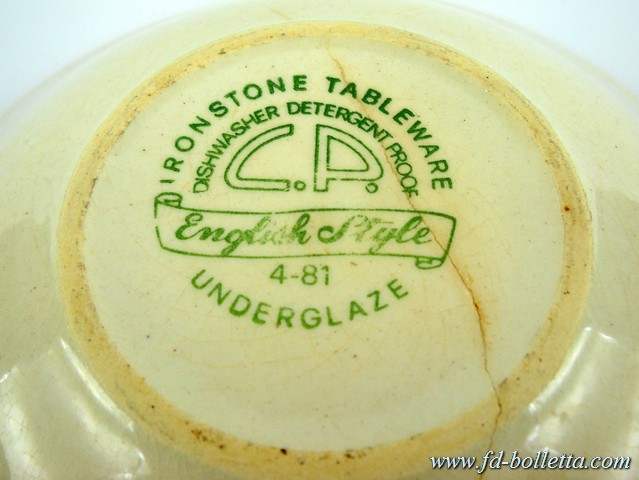 IRONSTONE TABLEWARE
DISHWASHER DETERGENT PROOF
C.P.
English Style
4-81
UNDERGLAZE
www.fd-bolletta.com